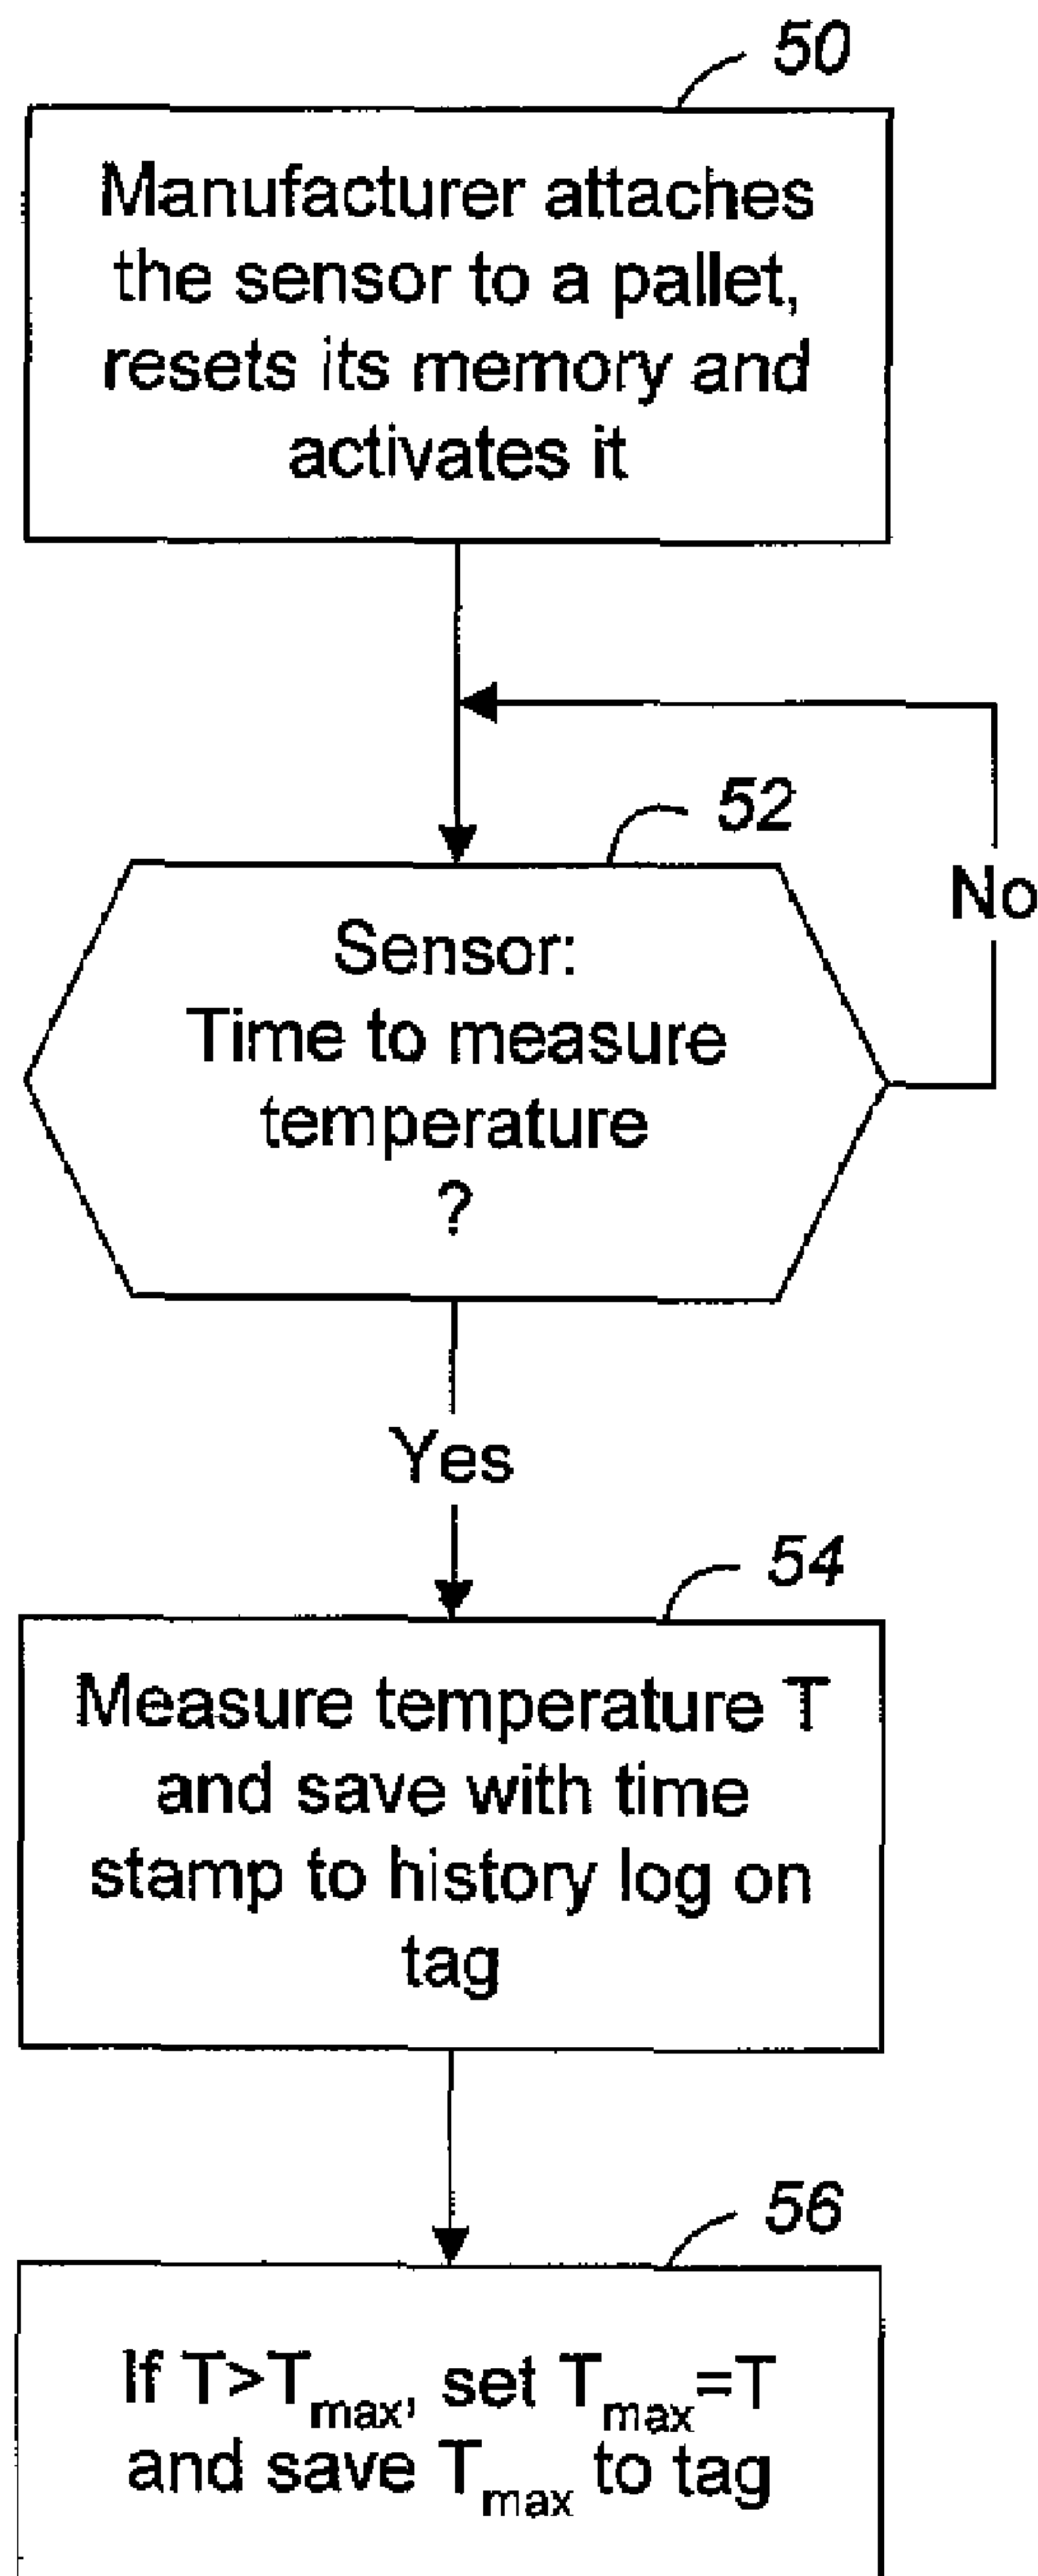 50
Manufacturer attaches
the sensor to a pallet,
resets its memory and
activates it
52
No
Sensor:
Time to measure
temperature
?
Yes
54
Measure temperature T
and save with time
stamp to history log on
tag
56
If T>Tmax, set Tmax=T
and save Tmax to tag